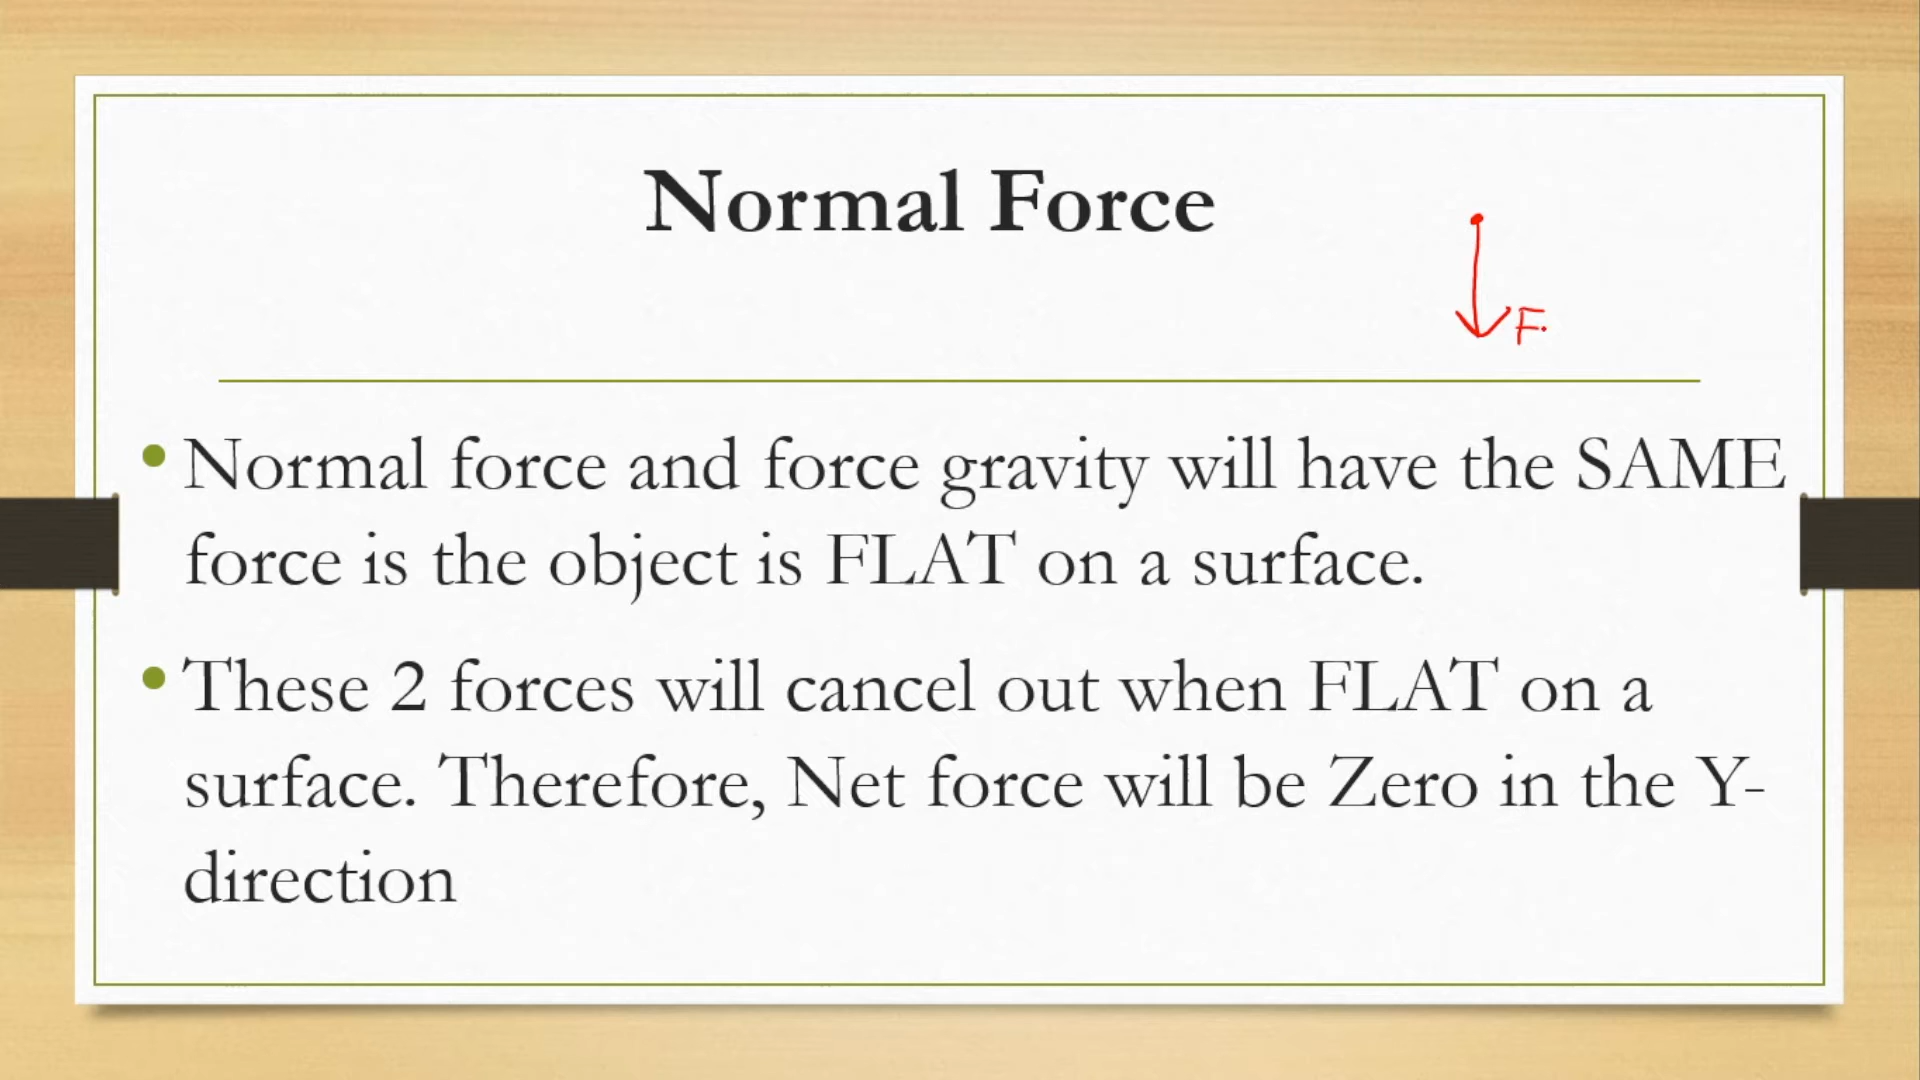 Normal Force
F.
• Normal force and force gravity will have the SAME
force is the object is FLAT on a surface.
• These 2 forces will cancel out when FLAT on a
surface. Therefore, Net force will be Zero in the Y-
direction